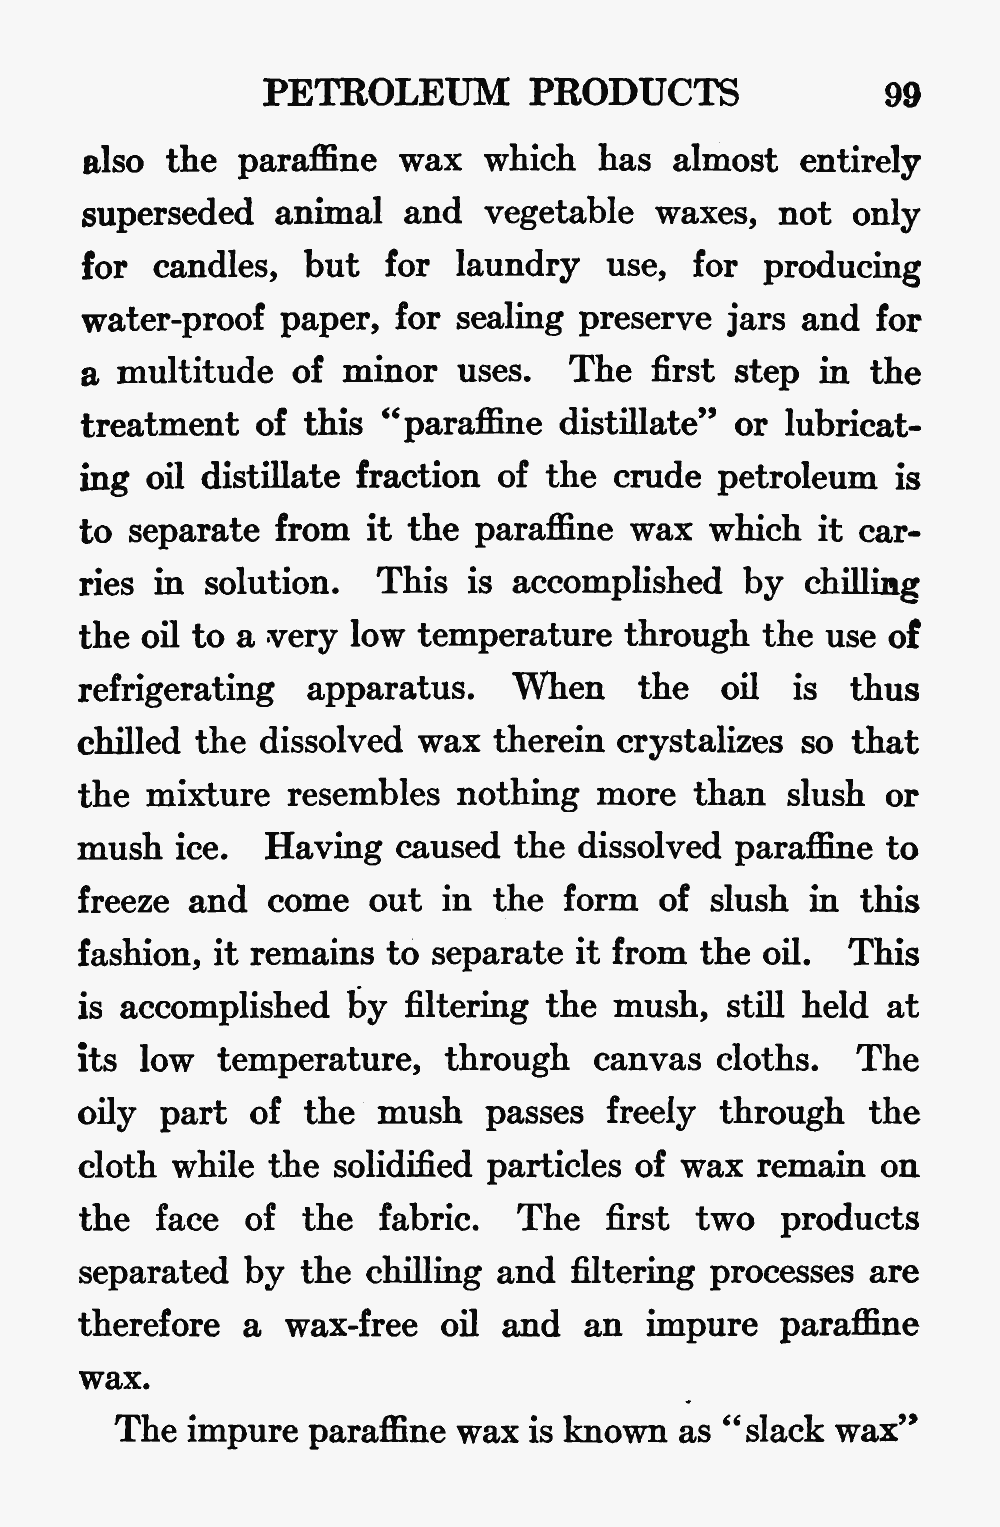 PETROLEUM PRODUCTS 99
also the paraffine wax which has almost entirely
superseded animal and vegetable waxes, not only
for candles, but for laundry use, for producing
water-proof paper, for sealing preserve jars and for
a multitude of minor uses. The first step in the
treatment of this “paraffine distillate” or lubricat-
ing oil distillate fraction of the crude petroleum is
to separate from it the paraffine wax which it car-
ries in solution. This is accomplished by chilling
the oil to a very low temperature through the use of
refrigerating apparatus. When the oil is thus
chilled the dissolved wax therein crystalizes so that
the mixture resembles nothing more than slush or
mush ice. Having caused the dissolved paraffine to
freeze and come out in the form of slush in this
fashion, it remains to separate it from the oil. This
is accomplished by filtering the mush, still held at
its low temperature, through canvas cloths. The
oily part of the mush passes freely through the
cloth while the solidified particles of wax remain on
the face of the fabric. The first two products
separated by the chilling and filtering processes are
therefore a wax-free oil and an impure paraffine
wax.
The impure paraffine wax is known as “slack wax”